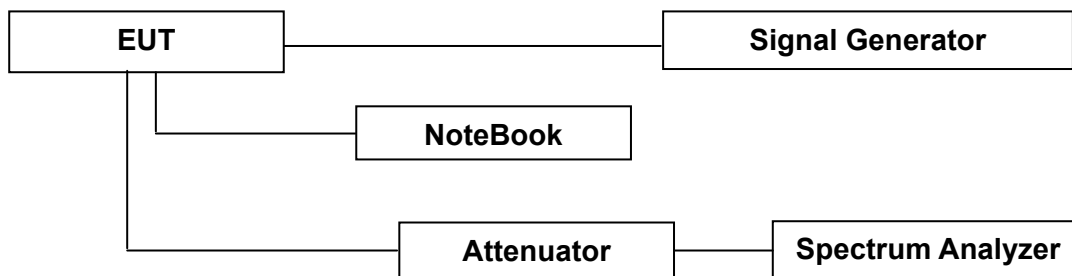 EUT
Signal Generator
NoteBook
Attenuator
Spectrum Analyzer